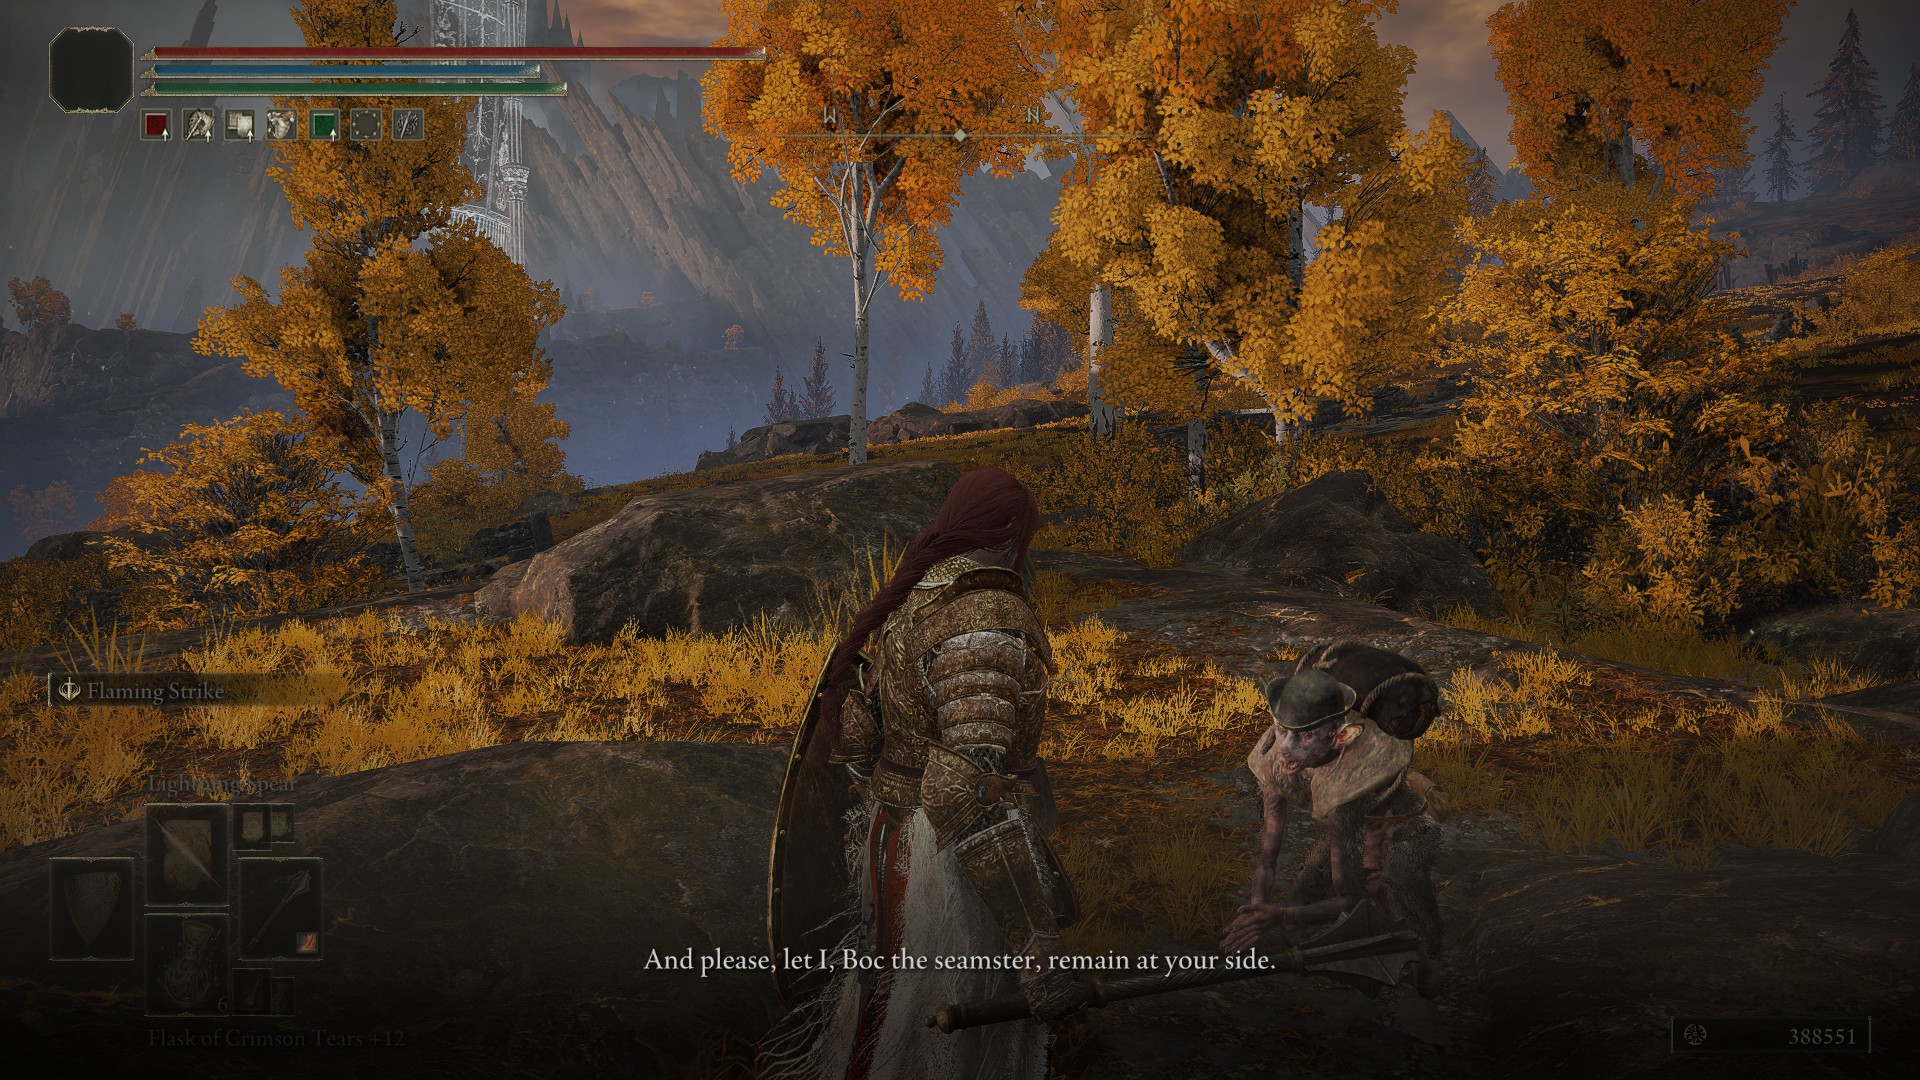 W N
Flaming Strike
Lightning Spear
And please, let I, Boc the seamster, remain at your side.
6
Flask of Crimson Tears +12
388551